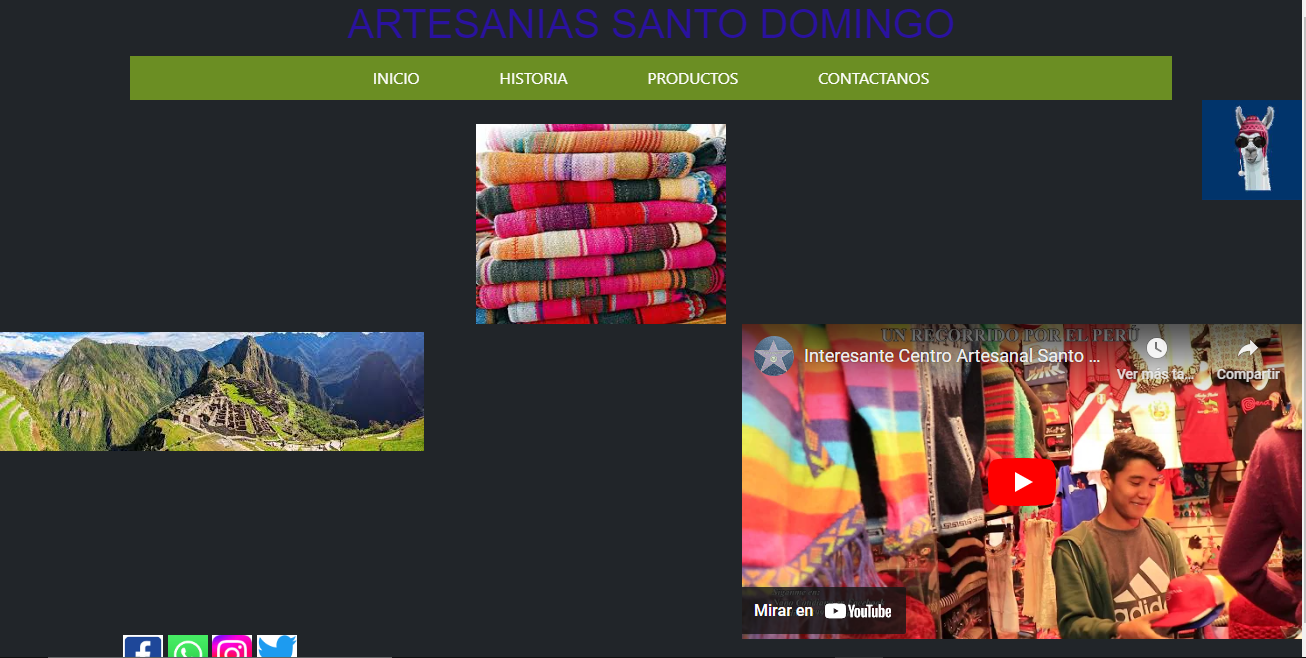 ARTESANIAS SANTO DOMINGO
INICIO HISTORIA PRODUCTOS CONTACTANOS
UN RECORRIDO POR EL PERÚ
Interesante Centro Artesanal Santo ...
Ver más ta... Compartir
adidas
Mirar en YouTube